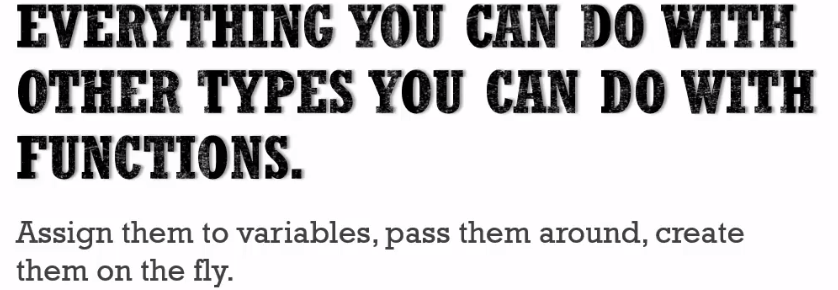 EVERYTHING YOU CAN DO WITH
OTHER TYPES YOU CAN DO WITH
FUNCTIONS.
Assign them to variables, pass them around, create
them on the fly.